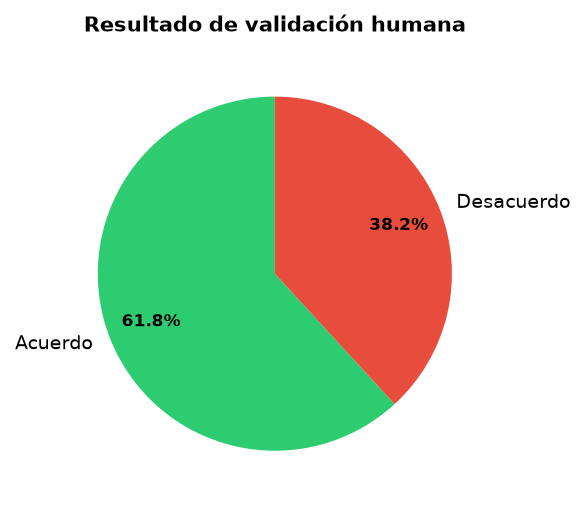 Resultado de validación humana
Desacuerdo
38.2%
61.8%
Acuerdo